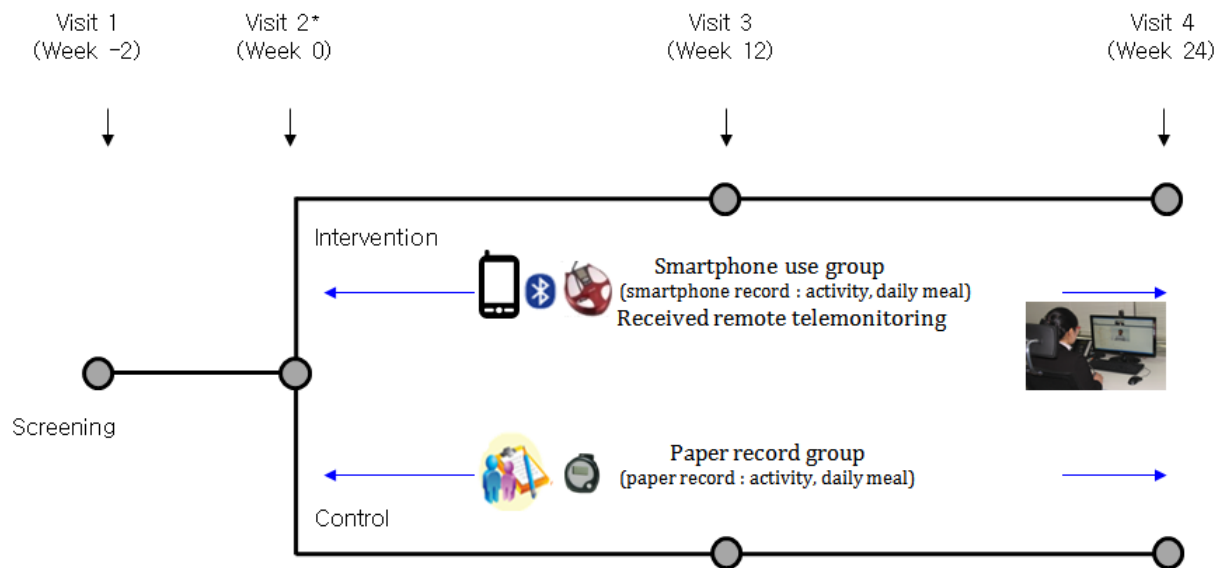 Visit 1
(Week -2)
Visit 2*
(Week 0)
Visit 3
(Week 12)
Visit 4
(Week 24)
Intervention
Smartphone use group
(smartphone record : activity, daily meal)
Received remote telemonitoring
Screening
Paper record group
(paper record : activity, daily meal)
Control